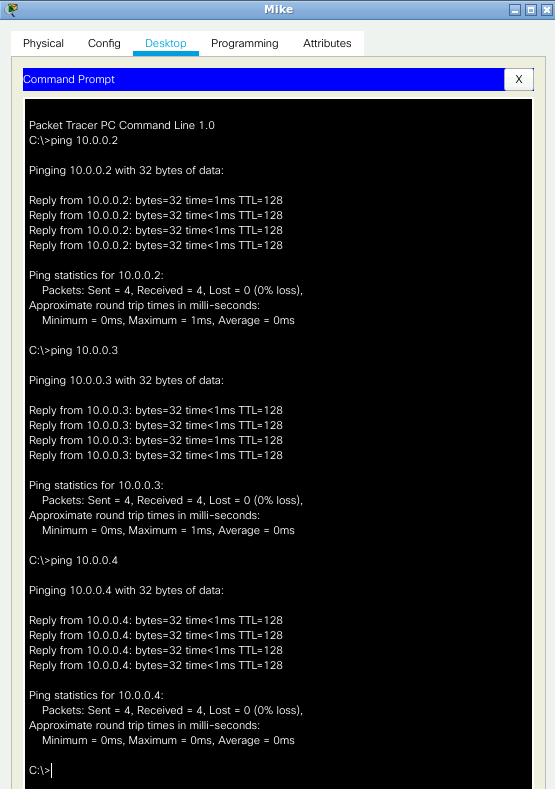 Mike
Physical Config Desktop Programming Attributes
Command Prompt X
Packet Tracer PC Command Line 1.0
C:\>ping 10.0.0.2
Pinging 10.0.0.2 with 32 bytes of data:
Reply from 10.0.0.2: bytes=32 time=1ms TTL=128
Reply from 10.0.0.2: bytes=32 time<1ms TTL=128
Reply from 10.0.0.2: bytes=32 time<1ms TTL=128
Reply from 10.0.0.2: bytes=32 time<1ms TTL=128
Ping statistics for 10.0.0.2:
Packets: Sent = 4, Received = 4, Lost = 0 (0% loss),
Approximate round trip times in milli-seconds:
Minimum = 0ms, Maximum = 1ms, Average = 0ms
C:\>ping 10.0.0.3
Pinging 10.0.0.3 with 32 bytes of data:
Reply from 10.0.0.3: bytes=32 time<1ms TTL=128
Reply from 10.0.0.3: bytes=32 time<1ms TTL=128
Reply from 10.0.0.3: bytes=32 time=1ms TTL=128
Reply from 10.0.0.3: bytes=32 time<1ms TTL=128
Ping statistics for 10.0.0.3:
Packets: Sent = 4, Received = 4, Lost = 0 (0% loss),
Approximate round trip times in milli-seconds:
Minimum = 0ms, Maximum = 1ms, Average = 0ms
C:\>ping 10.0.0.4
Pinging 10.0.0.4 with 32 bytes of data:
Reply from 10.0.0.4: bytes=32 time<1ms TTL=128
Reply from 10.0.0.4: bytes=32 time<1ms TTL=128
Reply from 10.0.0.4: bytes=32 time<1ms TTL=128
Reply from 10.0.0.4: bytes=32 time<1ms TTL=128
Ping statistics for 10.0.0.4:
Packets: Sent = 4, Received = 4, Lost = 0 (0% loss),
Approximate round trip times in milli-seconds:
Minimum = 0ms, Maximum = 0ms, Average = 0ms
C:\>